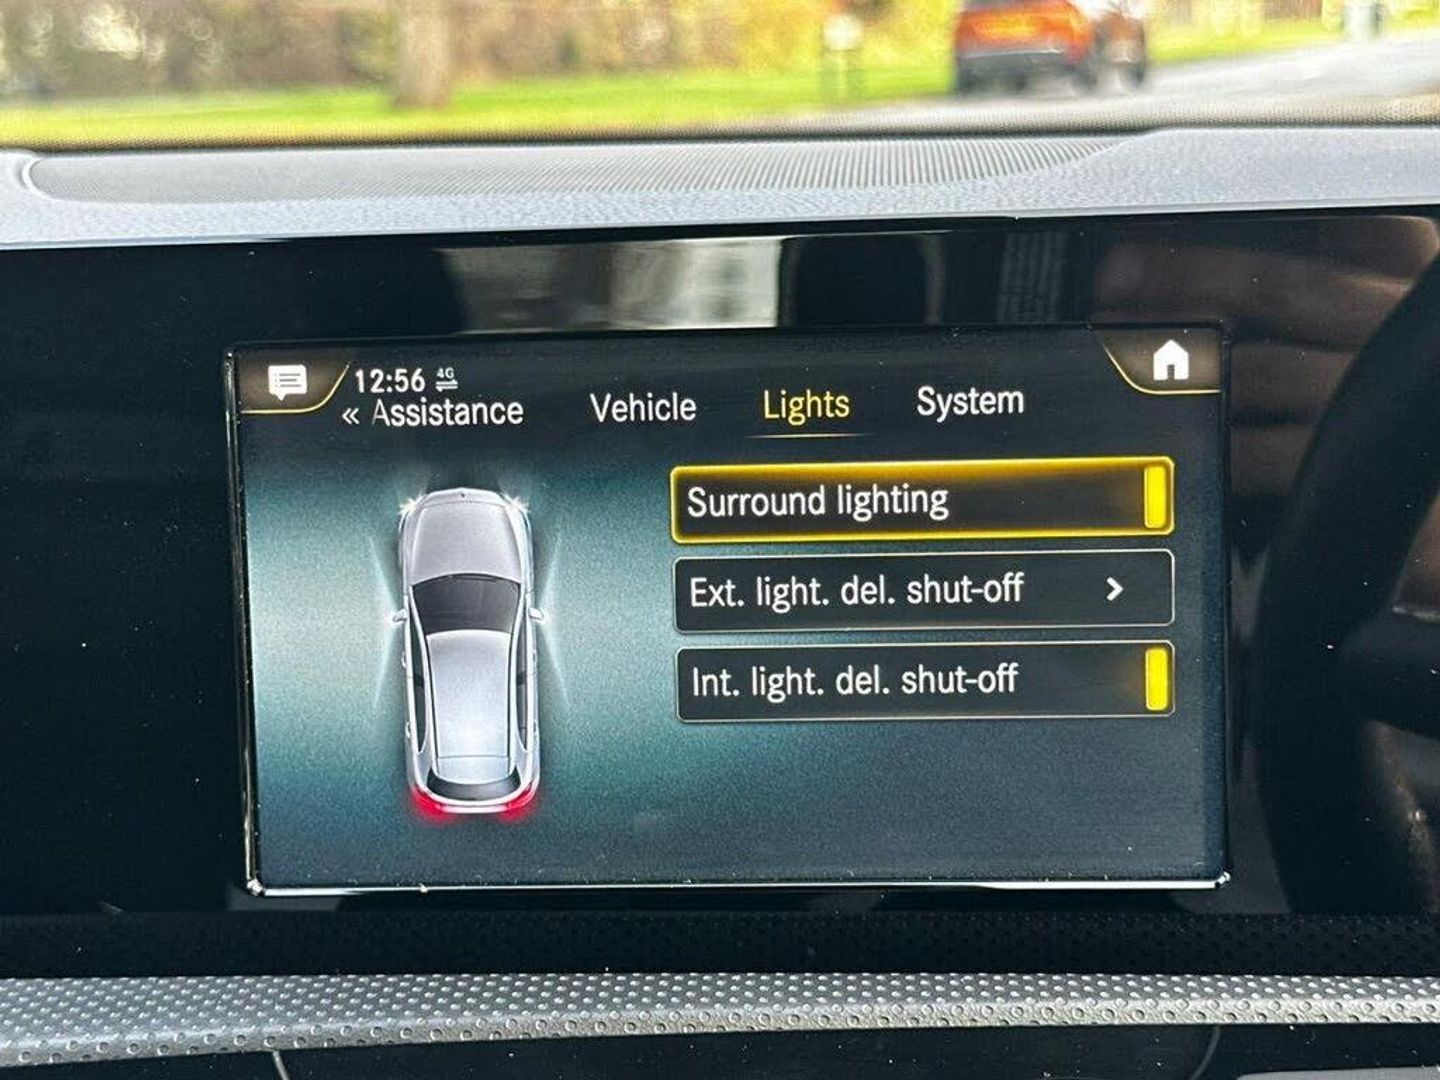 12:56 4G
« Assistance Vehicle Lights System
Surround lighting
Ext. light. del. shut-off
Int. light. del. shut-off